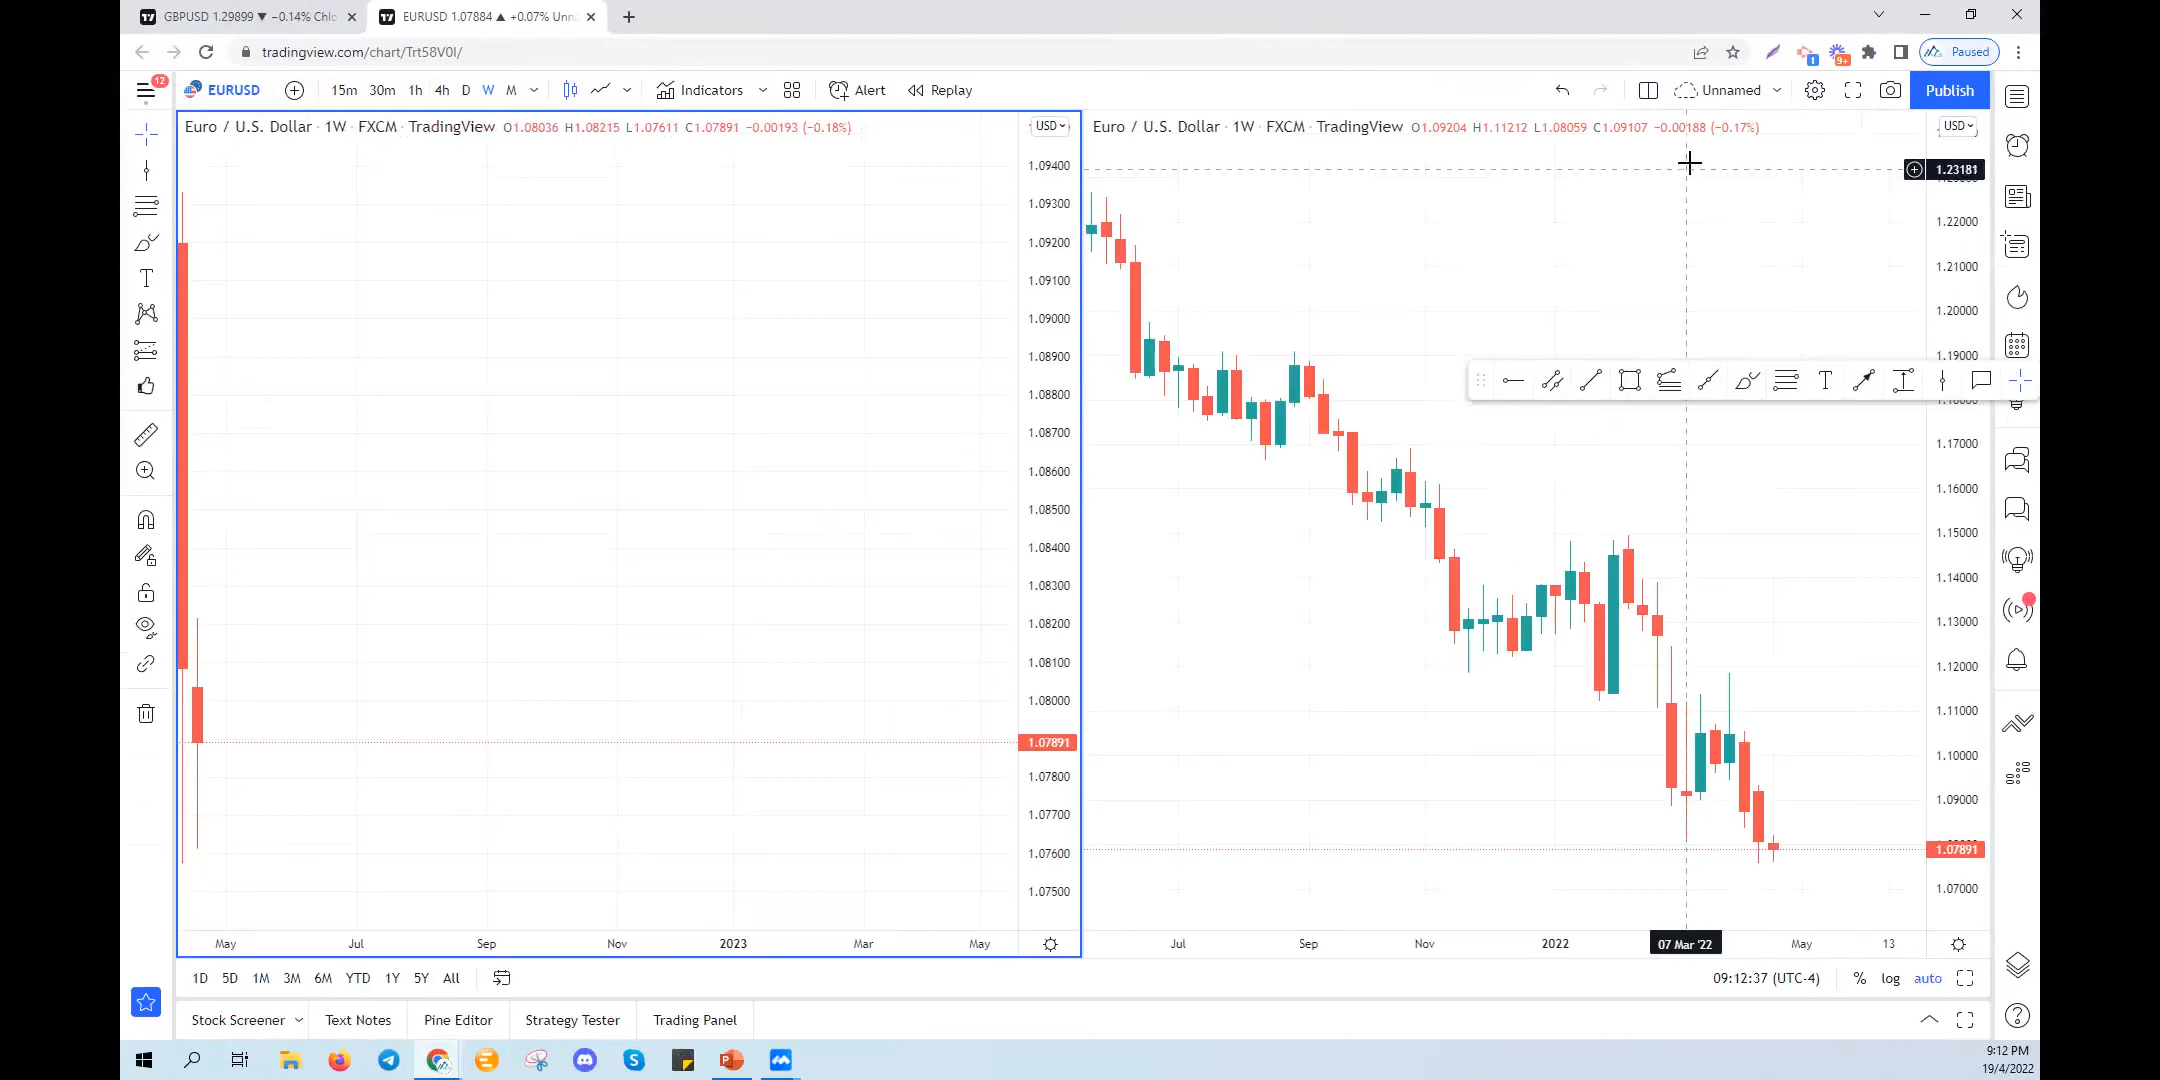 GBPUSD 1.29899 ▼ −0.14% Chlo
EURUSD 1.07884 ▲ +0.07% Unna
tradingview.com/chart/Trt58V0I/
1
9+
Paused
12
EURUSD
15m 30m 1h 4h D W M
Indicators
Alert
Replay
Unnamed
Publish
Euro / U.S. Dollar · 1W · FXCM · TradingView O1.08036 H1.08215 L1.07611 C1.07891 −0.00193 (−0.18%)
USD
1.09400
1.09300
1.09200
1.09100
1.09000
1.08900
1.08800
1.08700
1.08600
1.08500
1.08400
1.08300
1.08200
1.08100
1.08000
1.07891
1.07800
1.07700
1.07600
1.07500
May Jul Sep Nov 2023 Mar May
Euro / U.S. Dollar · 1W · FXCM · TradingView O1.09204 H1.11212 L1.08059 C1.09107 −0.00188 (−0.17%)
USD
1.23181
1.22000
1.21000
1.20000
1.19000
1.17000
1.16000
1.15000
1.14000
1.13000
1.12000
1.11000
1.10000
1.09000
1.07891
1.07000
Jul Sep Nov 2022 07 Mar '22 May 13
1D 5D 1M 3M 6M YTD 1Y 5Y All
09:12:37 (UTC-4) % log auto
Stock Screener Text Notes Pine Editor Strategy Tester Trading Panel
9:12 PM
19/4/2022